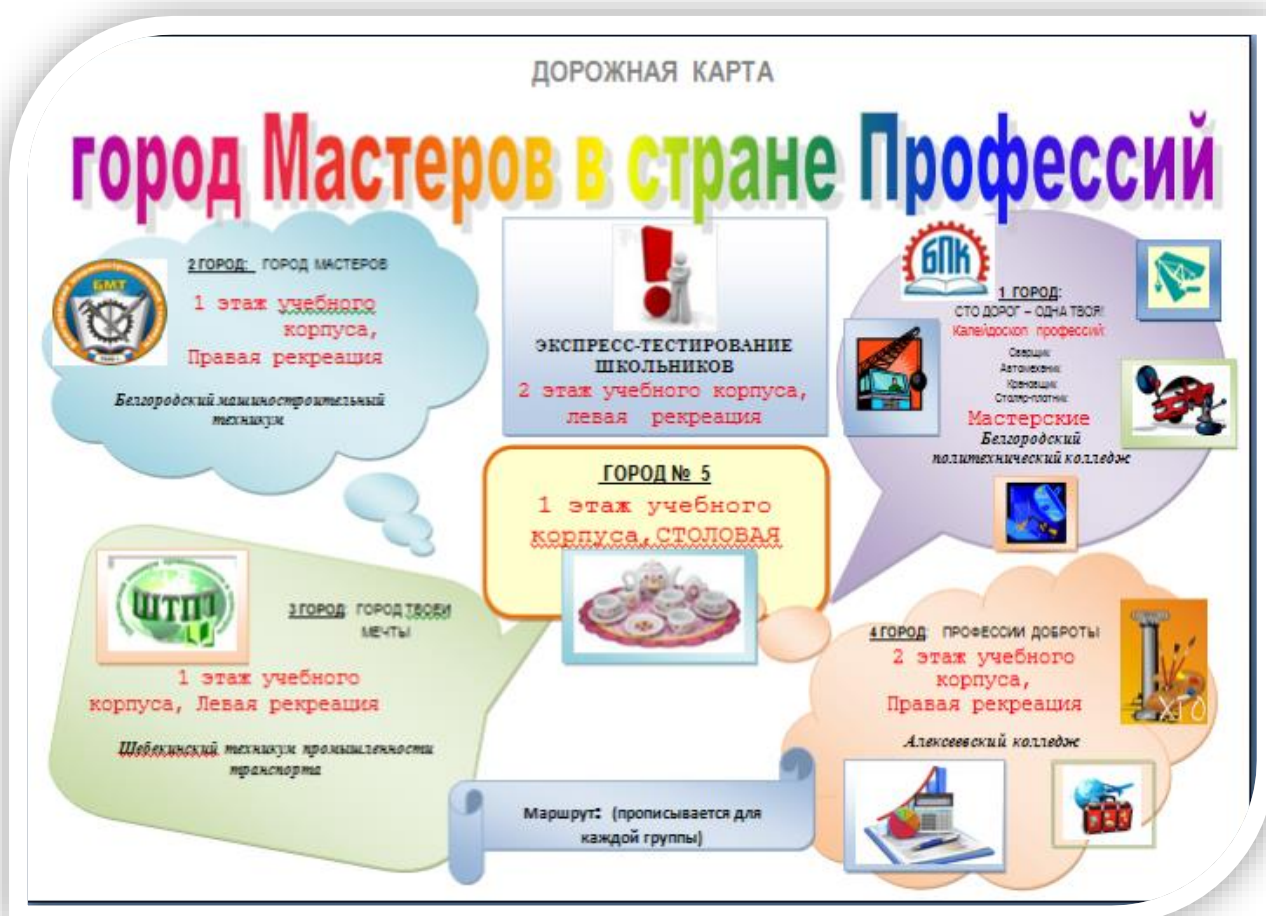 ДОРОЖНАЯ КАРТА
город Мастеров в стране Профессий
2 ГОРОД: ГОРОД МАСТЕРОВ
1 этаж учебного
корпуса,
Правая рекреация
Белгородский машиностроительный
техникум
БМТ
ЭКСПРЕСС-ТЕСТИРОВАНИЕ
ШКОЛЬНИКОВ
2 этаж учебного корпуса,
левая рекреация
БПК
1 ГОРОД:
СТО ДОРОГ – ОДНА ТВОЯ!
Калейдоскоп профессий:
Сварщик
Автомеханик
Крановщик
Столяр-плотник
Мастерские
Белгородский
политехнический колледж
ГОРОД № 5
1 этаж учебного
корпуса,СТОЛОВАЯ
ШТПТ
3 ГОРОД: ГОРОД ТВОЕЙ
МЕЧТЫ
1 этаж учебного
корпуса, Левая рекреация
Шебекинский техникум промышленности
транспорта
4 ГОРОД: ПРОФЕССИИ ДОБРОТЫ
2 этаж учебного
корпуса,
Правая рекреация
Алексеевский колледж
ХГО
Маршрут: (прописывается для
каждой группы)